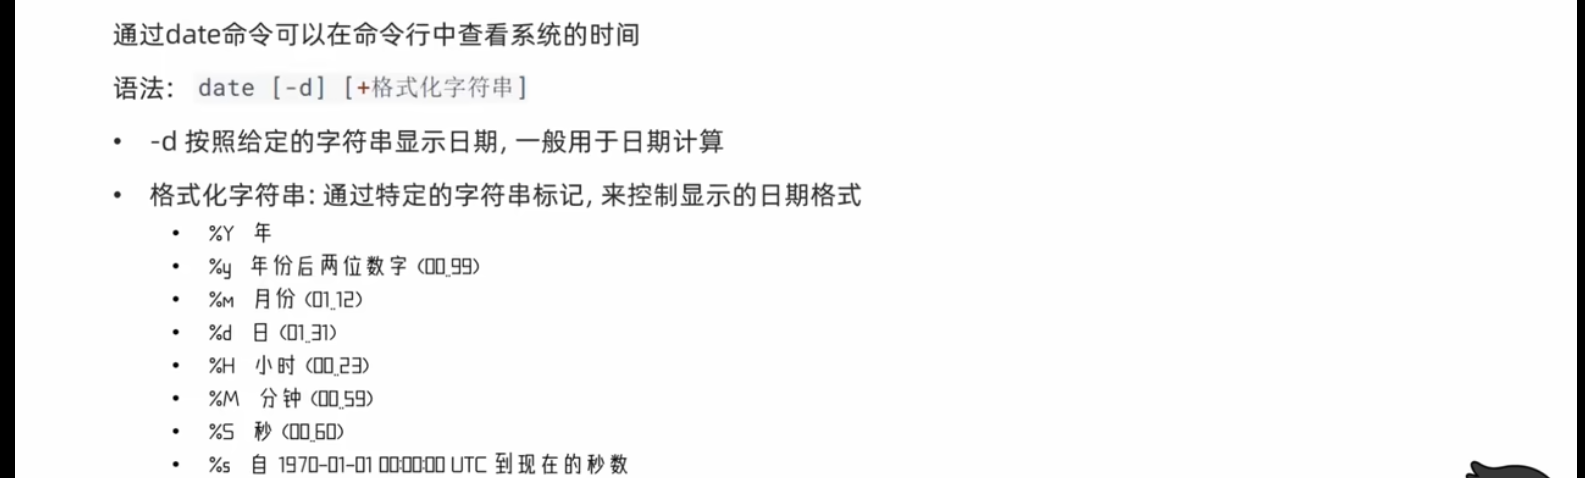 通过date命令可以在命令行中查看系统的时间
语法： date [-d] [+格式化字符串]
• -d 按照给定的字符串显示日期, 一般用于日期计算
• 格式化字符串: 通过特定的字符串标记, 来控制显示的日期格式
• %Y 年
• %y 年份后两位数字 (00..99)
• %m 月份 (01..12)
• %d 日 (01..31)
• %H 小时 (00..23)
• %M 分钟 (00..59)
• %S 秒 (00..60)
• %s 自 1970-01-01 00:00:00 UTC 到现在的秒数